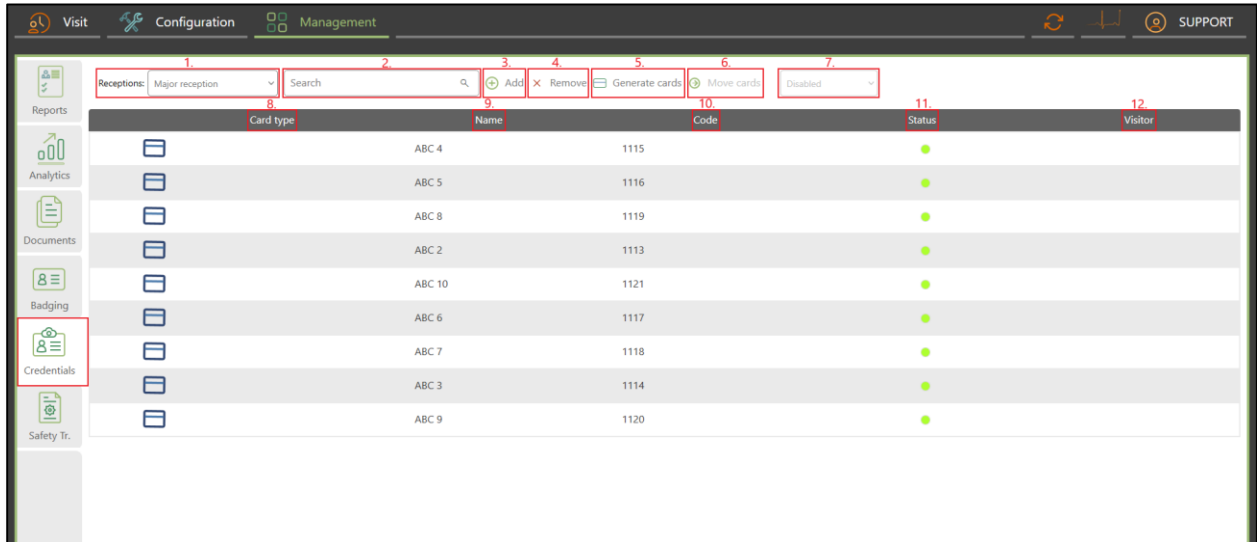 Visit Configuration Management SUPPORT
1. 2. 3. 4. 5. 6. 7.
Receptions: Major reception Search Add Remove Generate cards Move cards Disabled
8. 9. 10. 11. 12.
Card type Name Code Status Visitor
Reports
Analytics
Documents
Badging
Credentials
Safety Tr.
ABC 4 1115
ABC 5 1116
ABC 8 1119
ABC 2 1113
ABC 10 1121
ABC 6 1117
ABC 7 1118
ABC 3 1114
ABC 9 1120